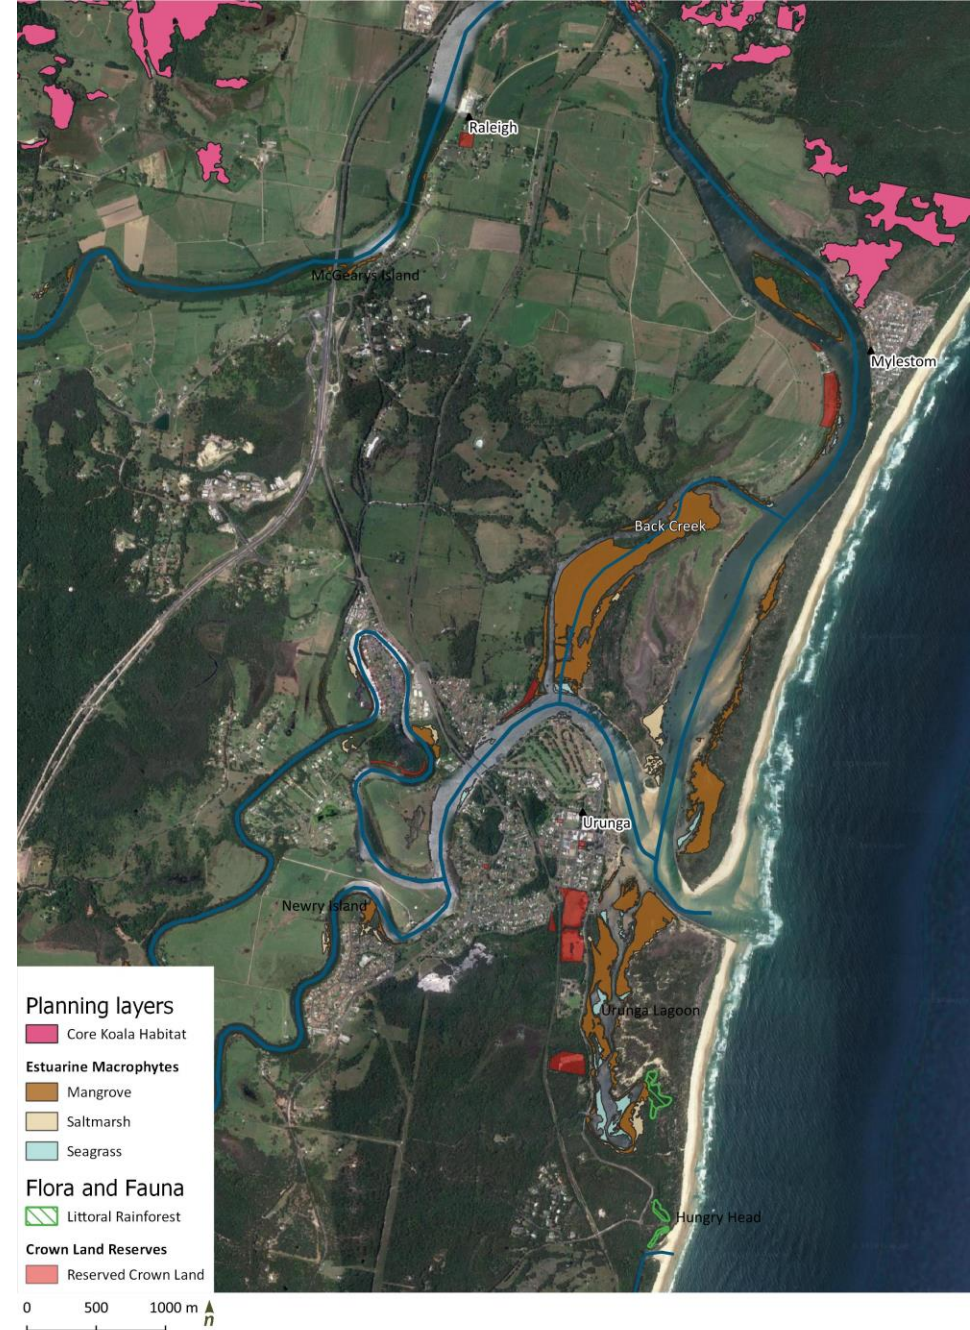 Raleigh
McGearys Island
Mylestom
Back Creek
Urunga
Newry Island
Urunga Lagoon
Hungry Head
Planning layers
Core Koala Habitat
Estuarine Macrophytes
Mangrove
Saltmarsh
Seagrass
Flora and Fauna
Littoral Rainforest
Crown Land Reserves
Reserved Crown Land
0 500 1000 m
n